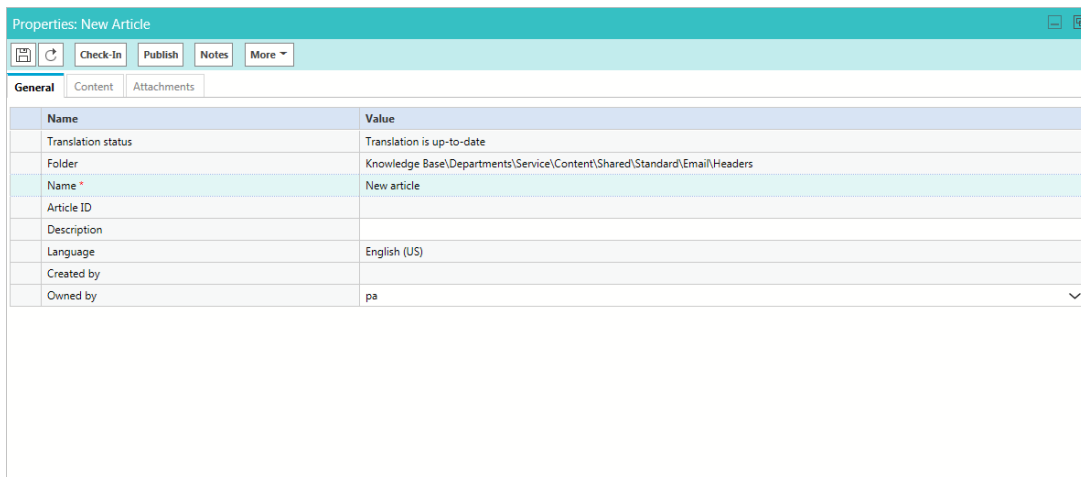 Properties: New Article
Check-In Publish Notes More
General Content Attachments
Name Value
Translation status Translation is up-to-date
Folder Knowledge Base\Departments\Service\Content\Shared\Standard\Email\Headers
Name * New article
Article ID
Description
Language English (US)
Created by
Owned by pa